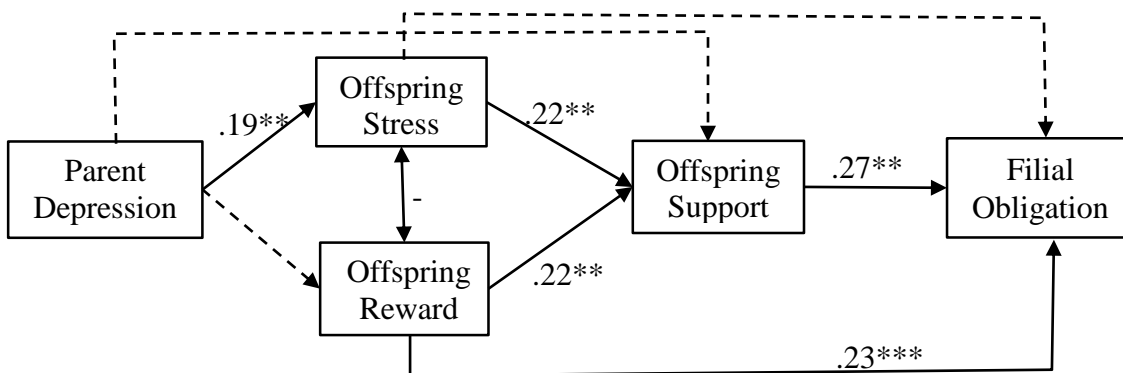 Offspring
Stress
.19**
.22**
Parent
Depression
Offspring
Support
.27**
Filial
Obligation
-
Offspring
Reward
.22**
.23***